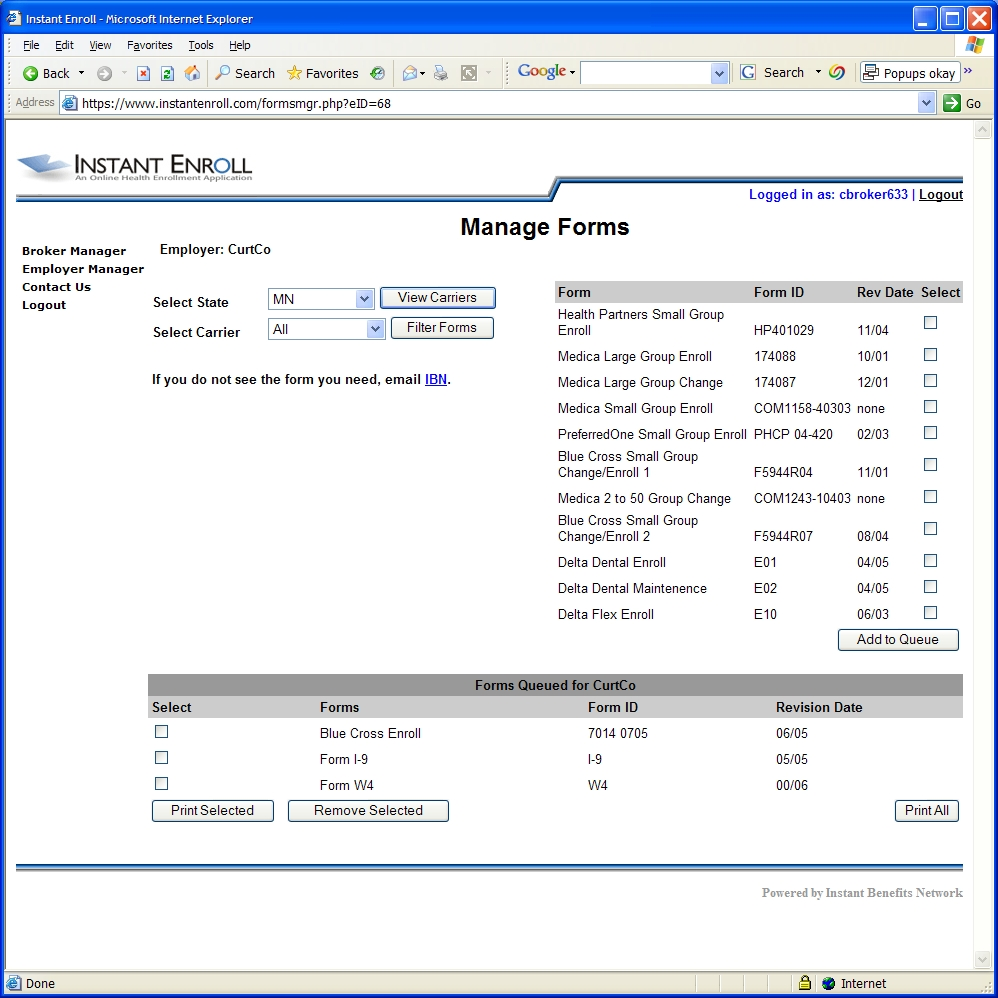 Instant Enroll - Microsoft Internet Explorer
File Edit View Favorites Tools Help
Back Search Favorites Google Search Popups okay »
Address https://www.instantenroll.com/formsmgr.php?eID=68 Go
INSTANT ENROLL
An Online Health Enrollment Application
Logged in as: cbroker633 | Logout
Manage Forms
Broker Manager
Employer Manager
Contact Us
Logout
Employer: CurtCo
Select State MN View Carriers
Select Carrier All Filter Forms
If you do not see the form you need, email IBN.
Form Form ID Rev Date Select
Health Partners Small Group
Enroll HP401029 11/04
Medica Large Group Enroll 174088 10/01
Medica Large Group Change 174087 12/01
Medica Small Group Enroll COM1158-40303 none
PreferredOne Small Group Enroll PHCP 04-420 02/03
Blue Cross Small Group
Change/Enroll 1 F5944R04 11/01
Medica 2 to 50 Group Change COM1243-10403 none
Blue Cross Small Group
Change/Enroll 2 F5944R07 08/04
Delta Dental Enroll E01 04/05
Delta Dental Maintenence E02 04/05
Delta Flex Enroll E10 06/03
Add to Queue
Forms Queued for CurtCo
Select Forms Form ID Revision Date
Blue Cross Enroll 7014 0705 06/05
Form I-9 I-9 05/05
Form W4 W4 00/06
Print Selected Remove Selected Print All
Powered by Instant Benefits Network
Done Internet